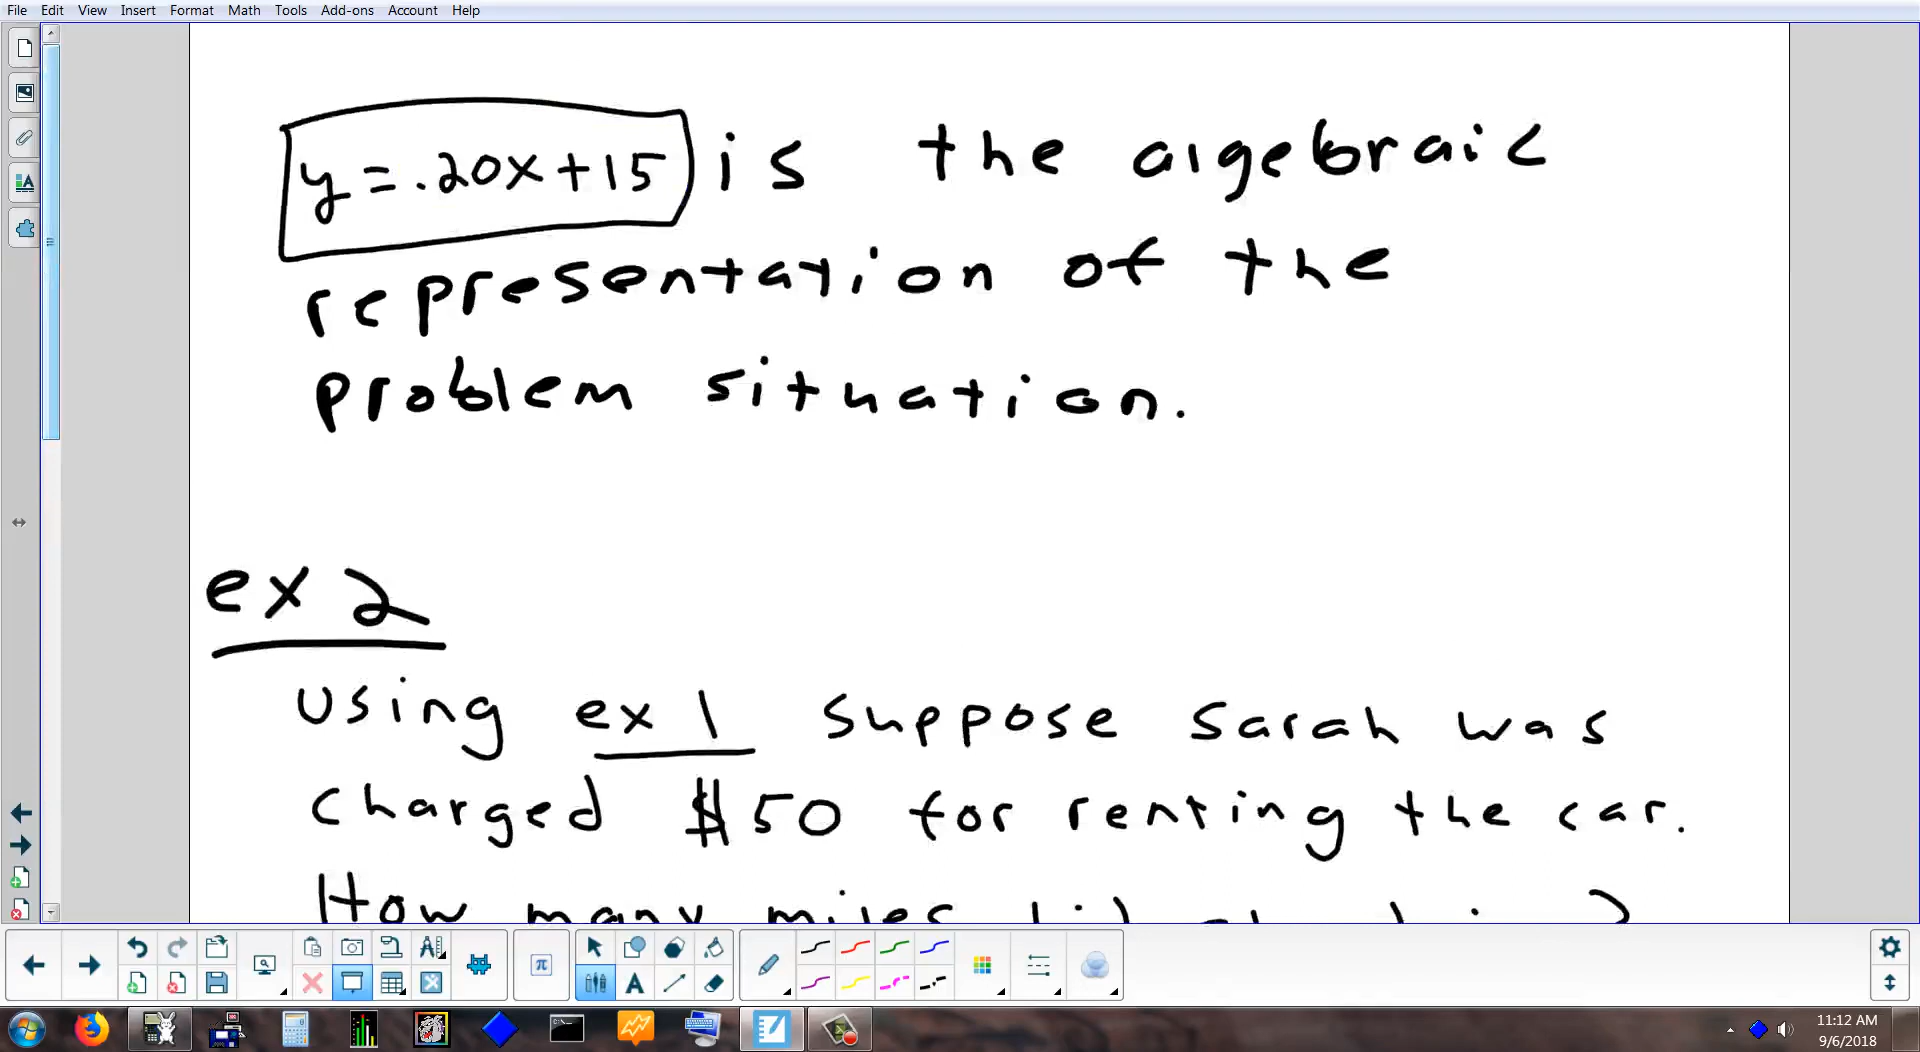 File Edit View Insert Format Math Tools Add-ons Account Help
y = .20x + 15 is the algebraic
representation of the
problem situation.
ex 2
Using ex 1 suppose Sarah was
charged $50 for renting the car.
How many miles did
π
A
11:12 AM
9/6/2018